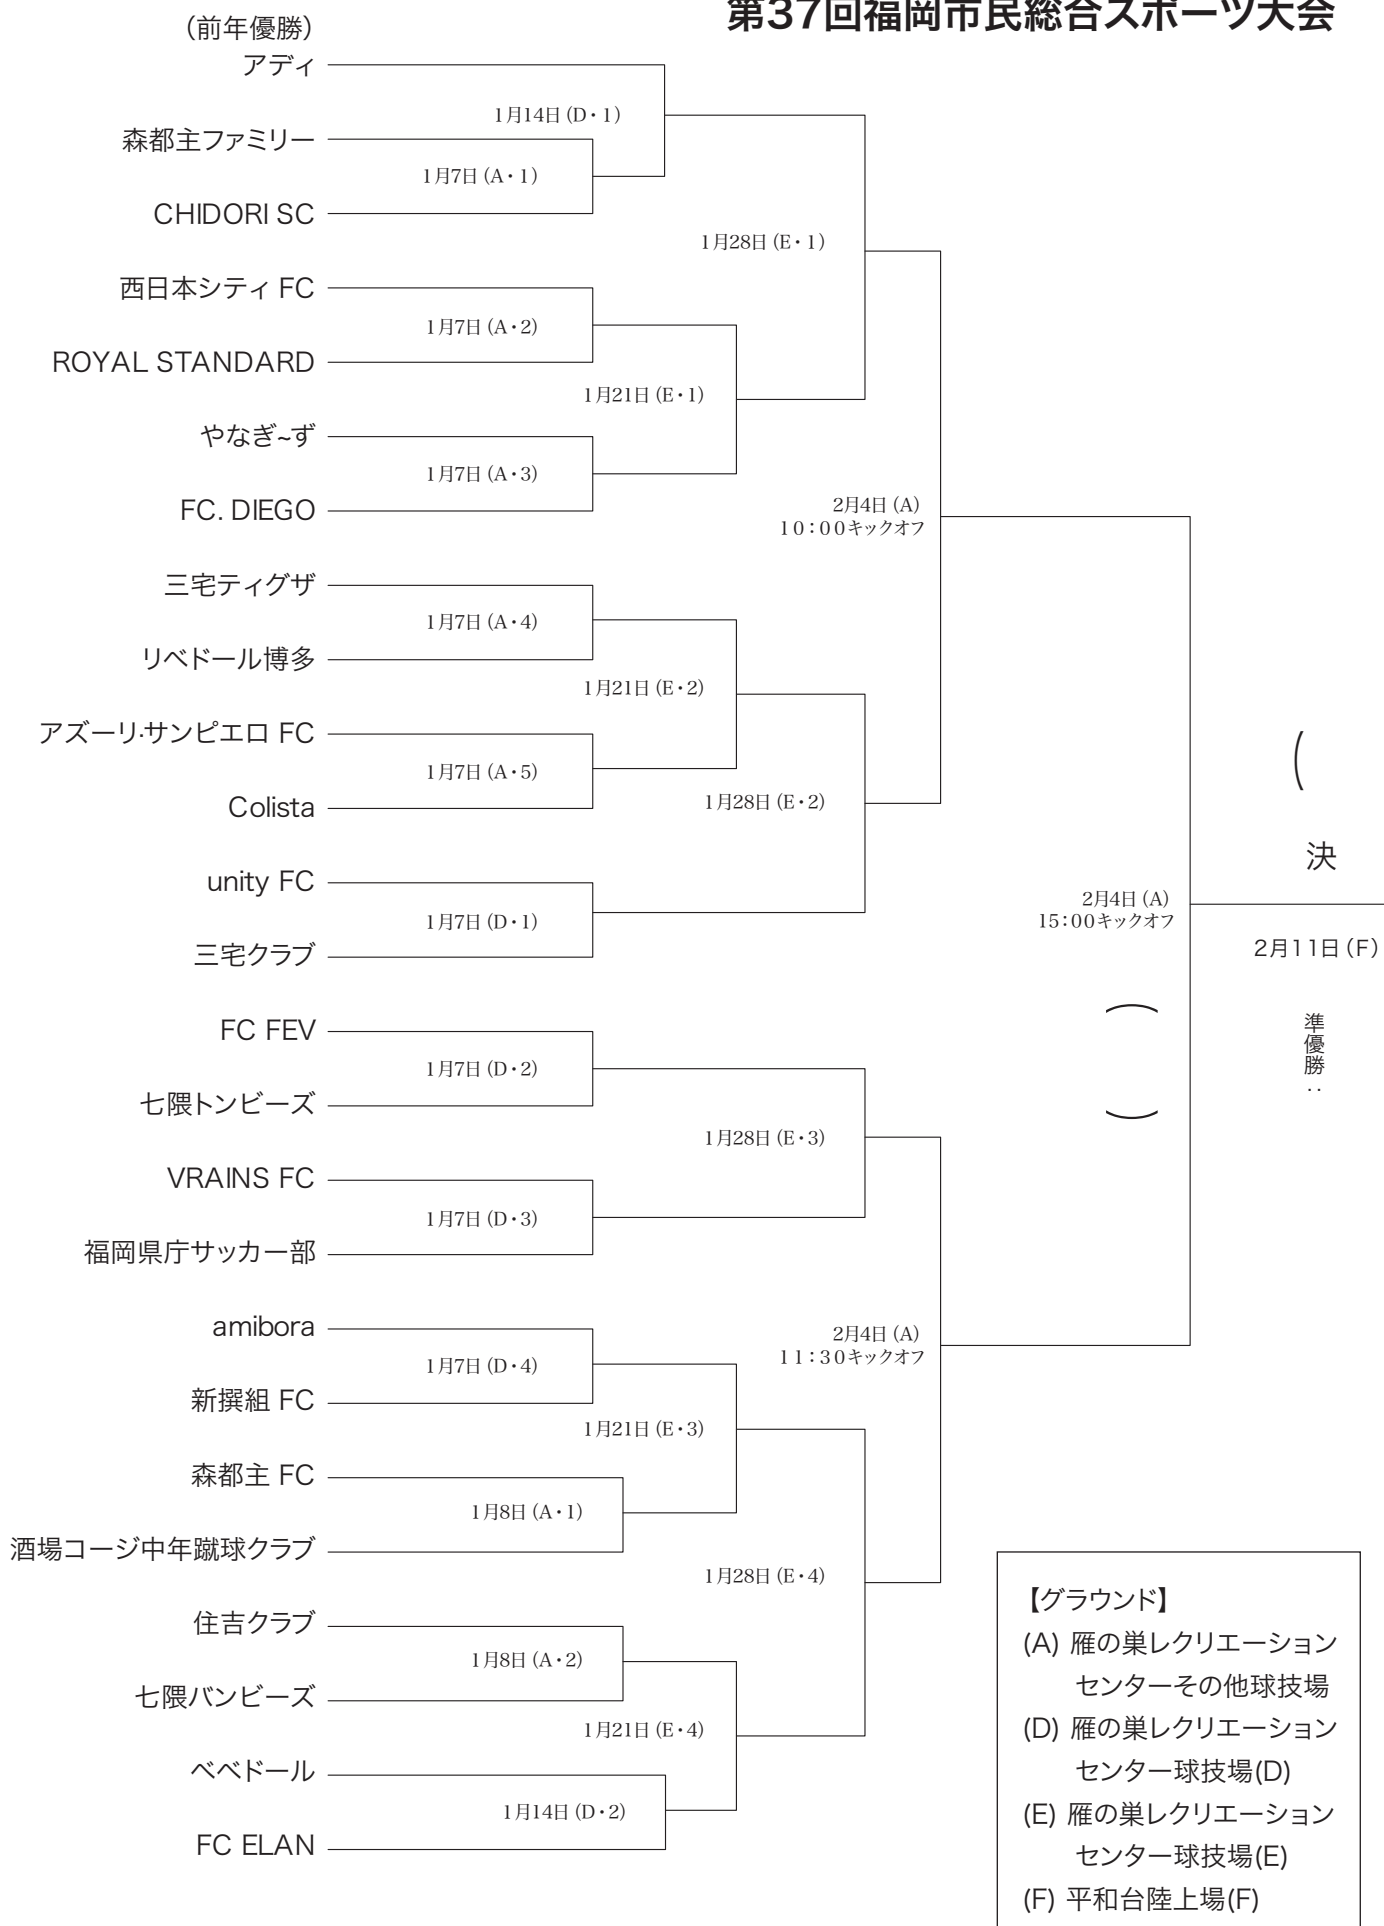 第37回福岡市民総合スポーツ大会
（前年優勝）
アディ
1月14日（D・1）
森都主ファミリー
1月7日（A・1）
CHIDORI SC
1月28日（E・1）
西日本シティ FC
1月7日（A・2）
ROYAL STANDARD
1月21日（E・1）
やなぎ~ず
1月7日（A・3）
FC. DIEGO
2月4日（A）
10：00キックオフ
三宅ティグザ
1月7日（A・4）
リベドール博多
1月21日（E・2）
アズーリ・サンピエロ FC
1月7日（A・5）
Colista
1月28日（E・2）
（
決
unity FC
1月7日（D・1）
三宅クラブ
2月4日（A）
15：00キックオフ
2月11日（F）
（　）
準優勝：
FC FEV
1月7日（D・2）
七隈トンビーズ
1月28日（E・3）
VRAINS FC
1月7日（D・3）
福岡県庁サッカー部
amibora
1月7日（D・4）
2月4日（A）
11：30キックオフ
新撰組 FC
1月21日（E・3）
森都主 FC
1月8日（A・1）
酒場コージ中年蹴球クラブ
1月28日（E・4）
住吉クラブ
1月8日（A・2）
七隈バンビーズ
1月21日（E・4）
ベベドール
1月14日（D・2）
FC ELAN
【グラウンド】
(A) 雁の巣レクリエーション
センターその他球技場
(D) 雁の巣レクリエーション
センター球技場(D)
(E) 雁の巣レクリエーション
センター球技場(E)
(F) 平和台陸上場(F)